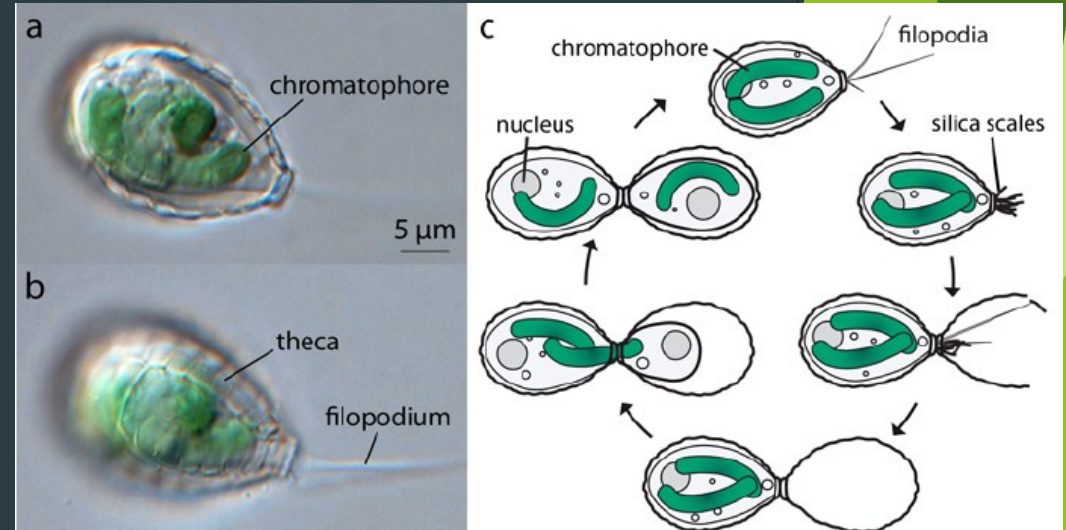 a
chromatophore
5 µm
b
theca
filopodium
c
chromatophore
filopodia
nucleus
silica scales